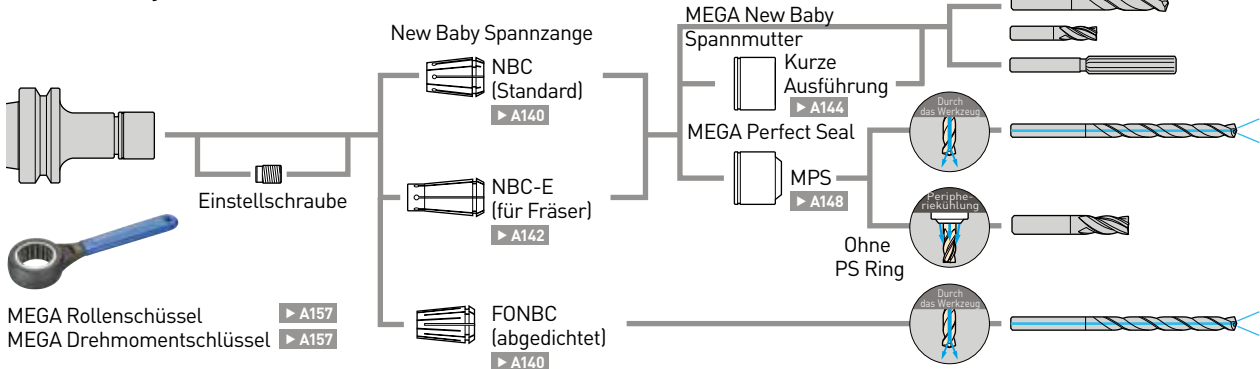 New Baby Spannzange
NBC
(Standard)
▶ A140
NBC-E
(für Fräser)
▶ A142
FONBC
(abgedichtet)
▶ A140
Einstellschraube
MEGA Rollenschüssel ▶ A157
MEGA Drehmomentschlüssel ▶ A157
MEGA New Baby
Spannmutter
Kurze
Ausführung
▶ A144
MEGA Perfect Seal
MPS
▶ A148
Ohne
PS Ring
Durch
das Werkzeug
Periphe-
riekühlung
Durch
das Werkzeug